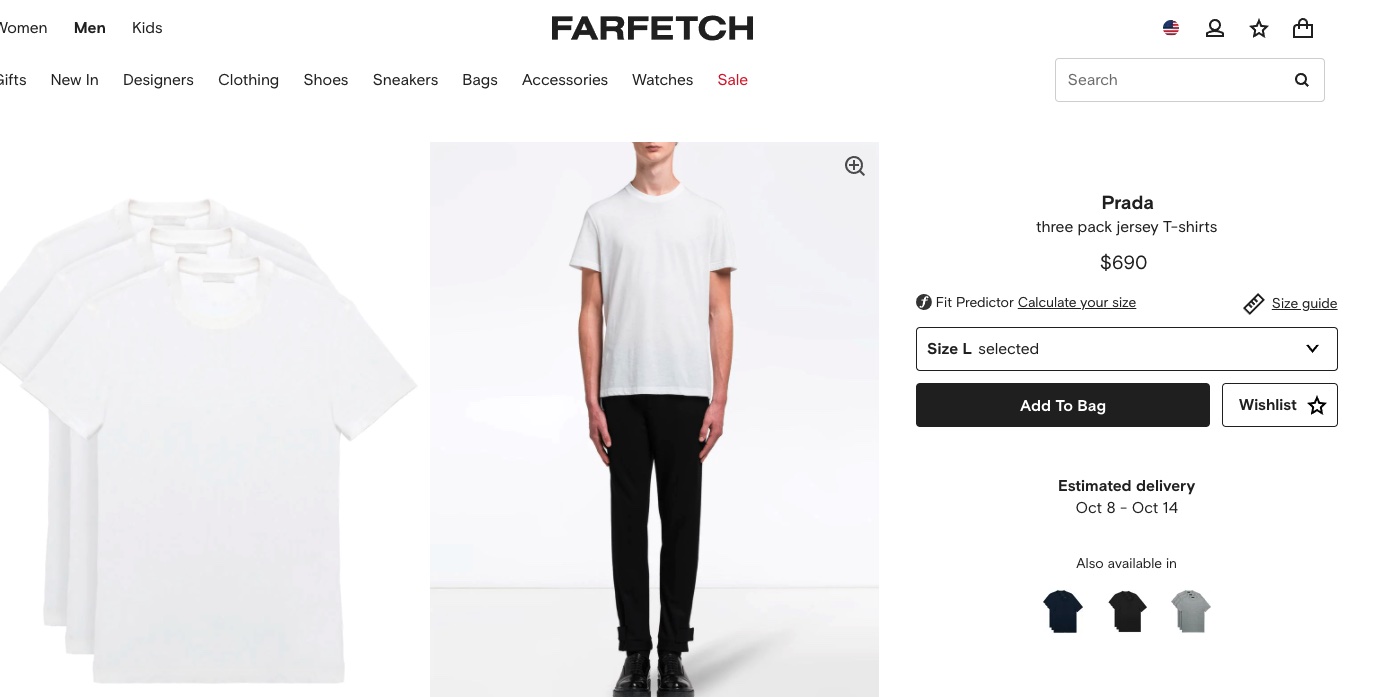 Women Men Kids
FARFETCH
Gifts New In Designers Clothing Shoes Sneakers Bags Accessories Watches Sale
Search
Prada
three pack jersey T-shirts
$690
Fit Predictor Calculate your size
Size guide
Size L selected
Add To Bag
Wishlist
Estimated delivery
Oct 8 - Oct 14
Also available in